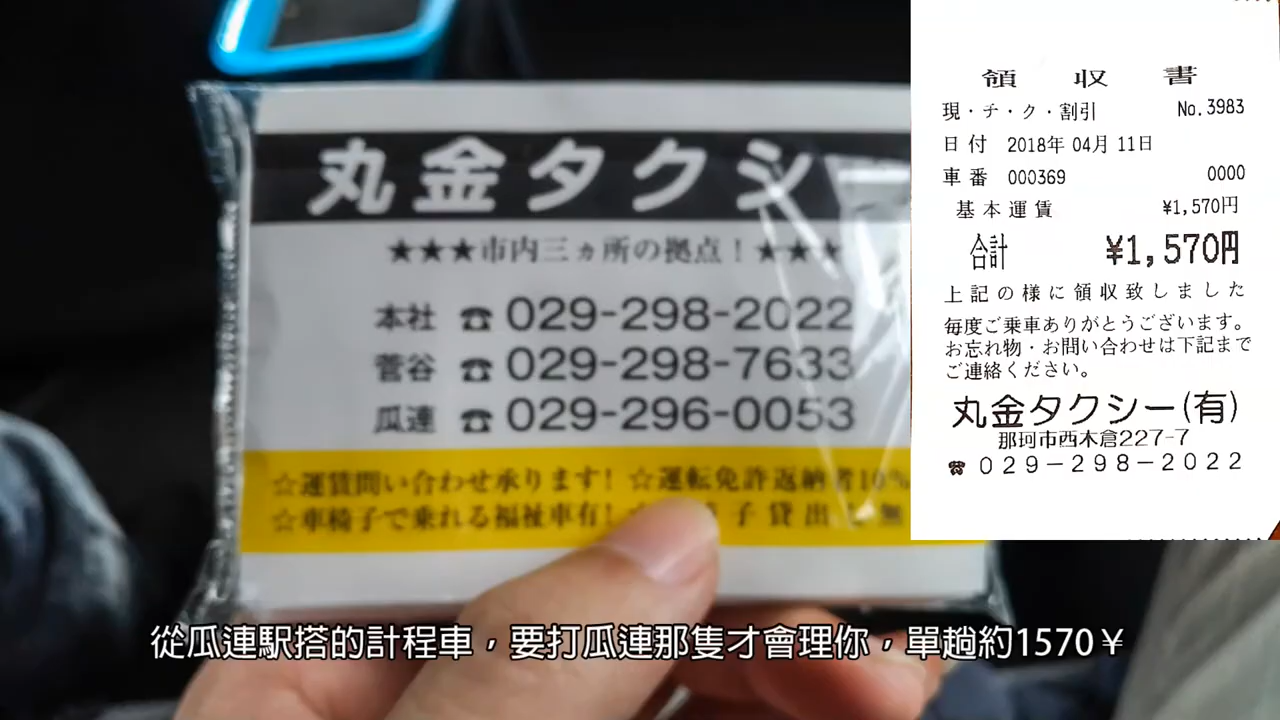 丸金タクシ
★★★市内三ヵ所の拠点！★★★
本社 ☎ 029-298-2022
菅谷 ☎ 029-298-7633
瓜連 ☎ 029-296-0053
☆運賃問い合わせ承ります! ☆運転免許返納者10%
☆車椅子で乗れる福祉車有! 子貸出 無
領収書
現・チ・ク・割引 No.3983
日付 2018年 04月 11日
車番 000369 0000
基本運賃 ¥1,570円
合計 ¥1,570円
上記の様に領収致しました
毎度ご乗車ありがとうございます。
お忘れ物・お問い合わせは下記まで
ご連絡ください。
丸金タクシー(有)
那珂市西木倉227-7
☎ 029-298-2022
從瓜連駅搭的計程車，要打瓜連那隻才會理你，單趟約1570￥